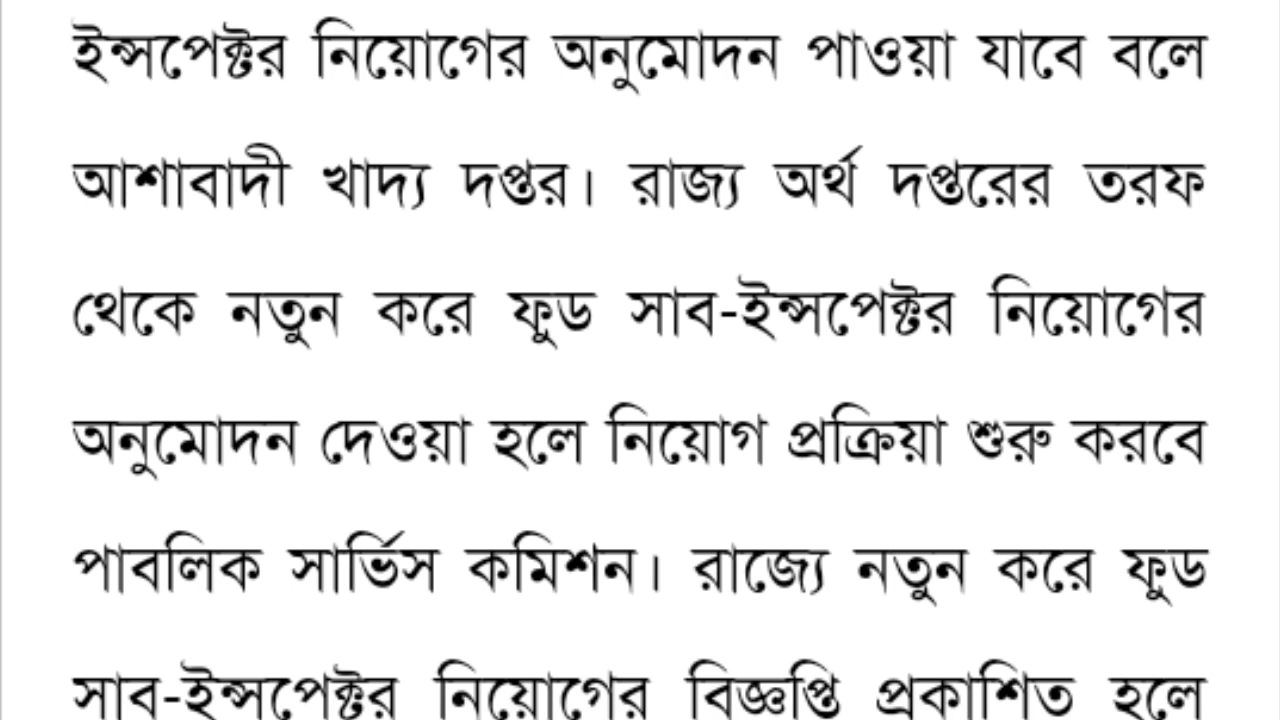 ইন্সপেক্টর নিয়োগের অনুমোদন পাওয়া যাবে বলে
আশাবাদী খাদ্য দপ্তর। রাজ্য অর্থ দপ্তরের তরফ
থেকে নতুন করে ফুড সাব-ইন্সপেক্টর নিয়োগের
অনুমোদন দেওয়া হলে নিয়োগ প্রক্রিয়া শুরু করবে
পাবলিক সার্ভিস কমিশন। রাজ্যে নতুন করে ফুড
সাব-ইন্সপেক্টর নিয়োগের বিজ্ঞপ্তি প্রকাশিত হলে